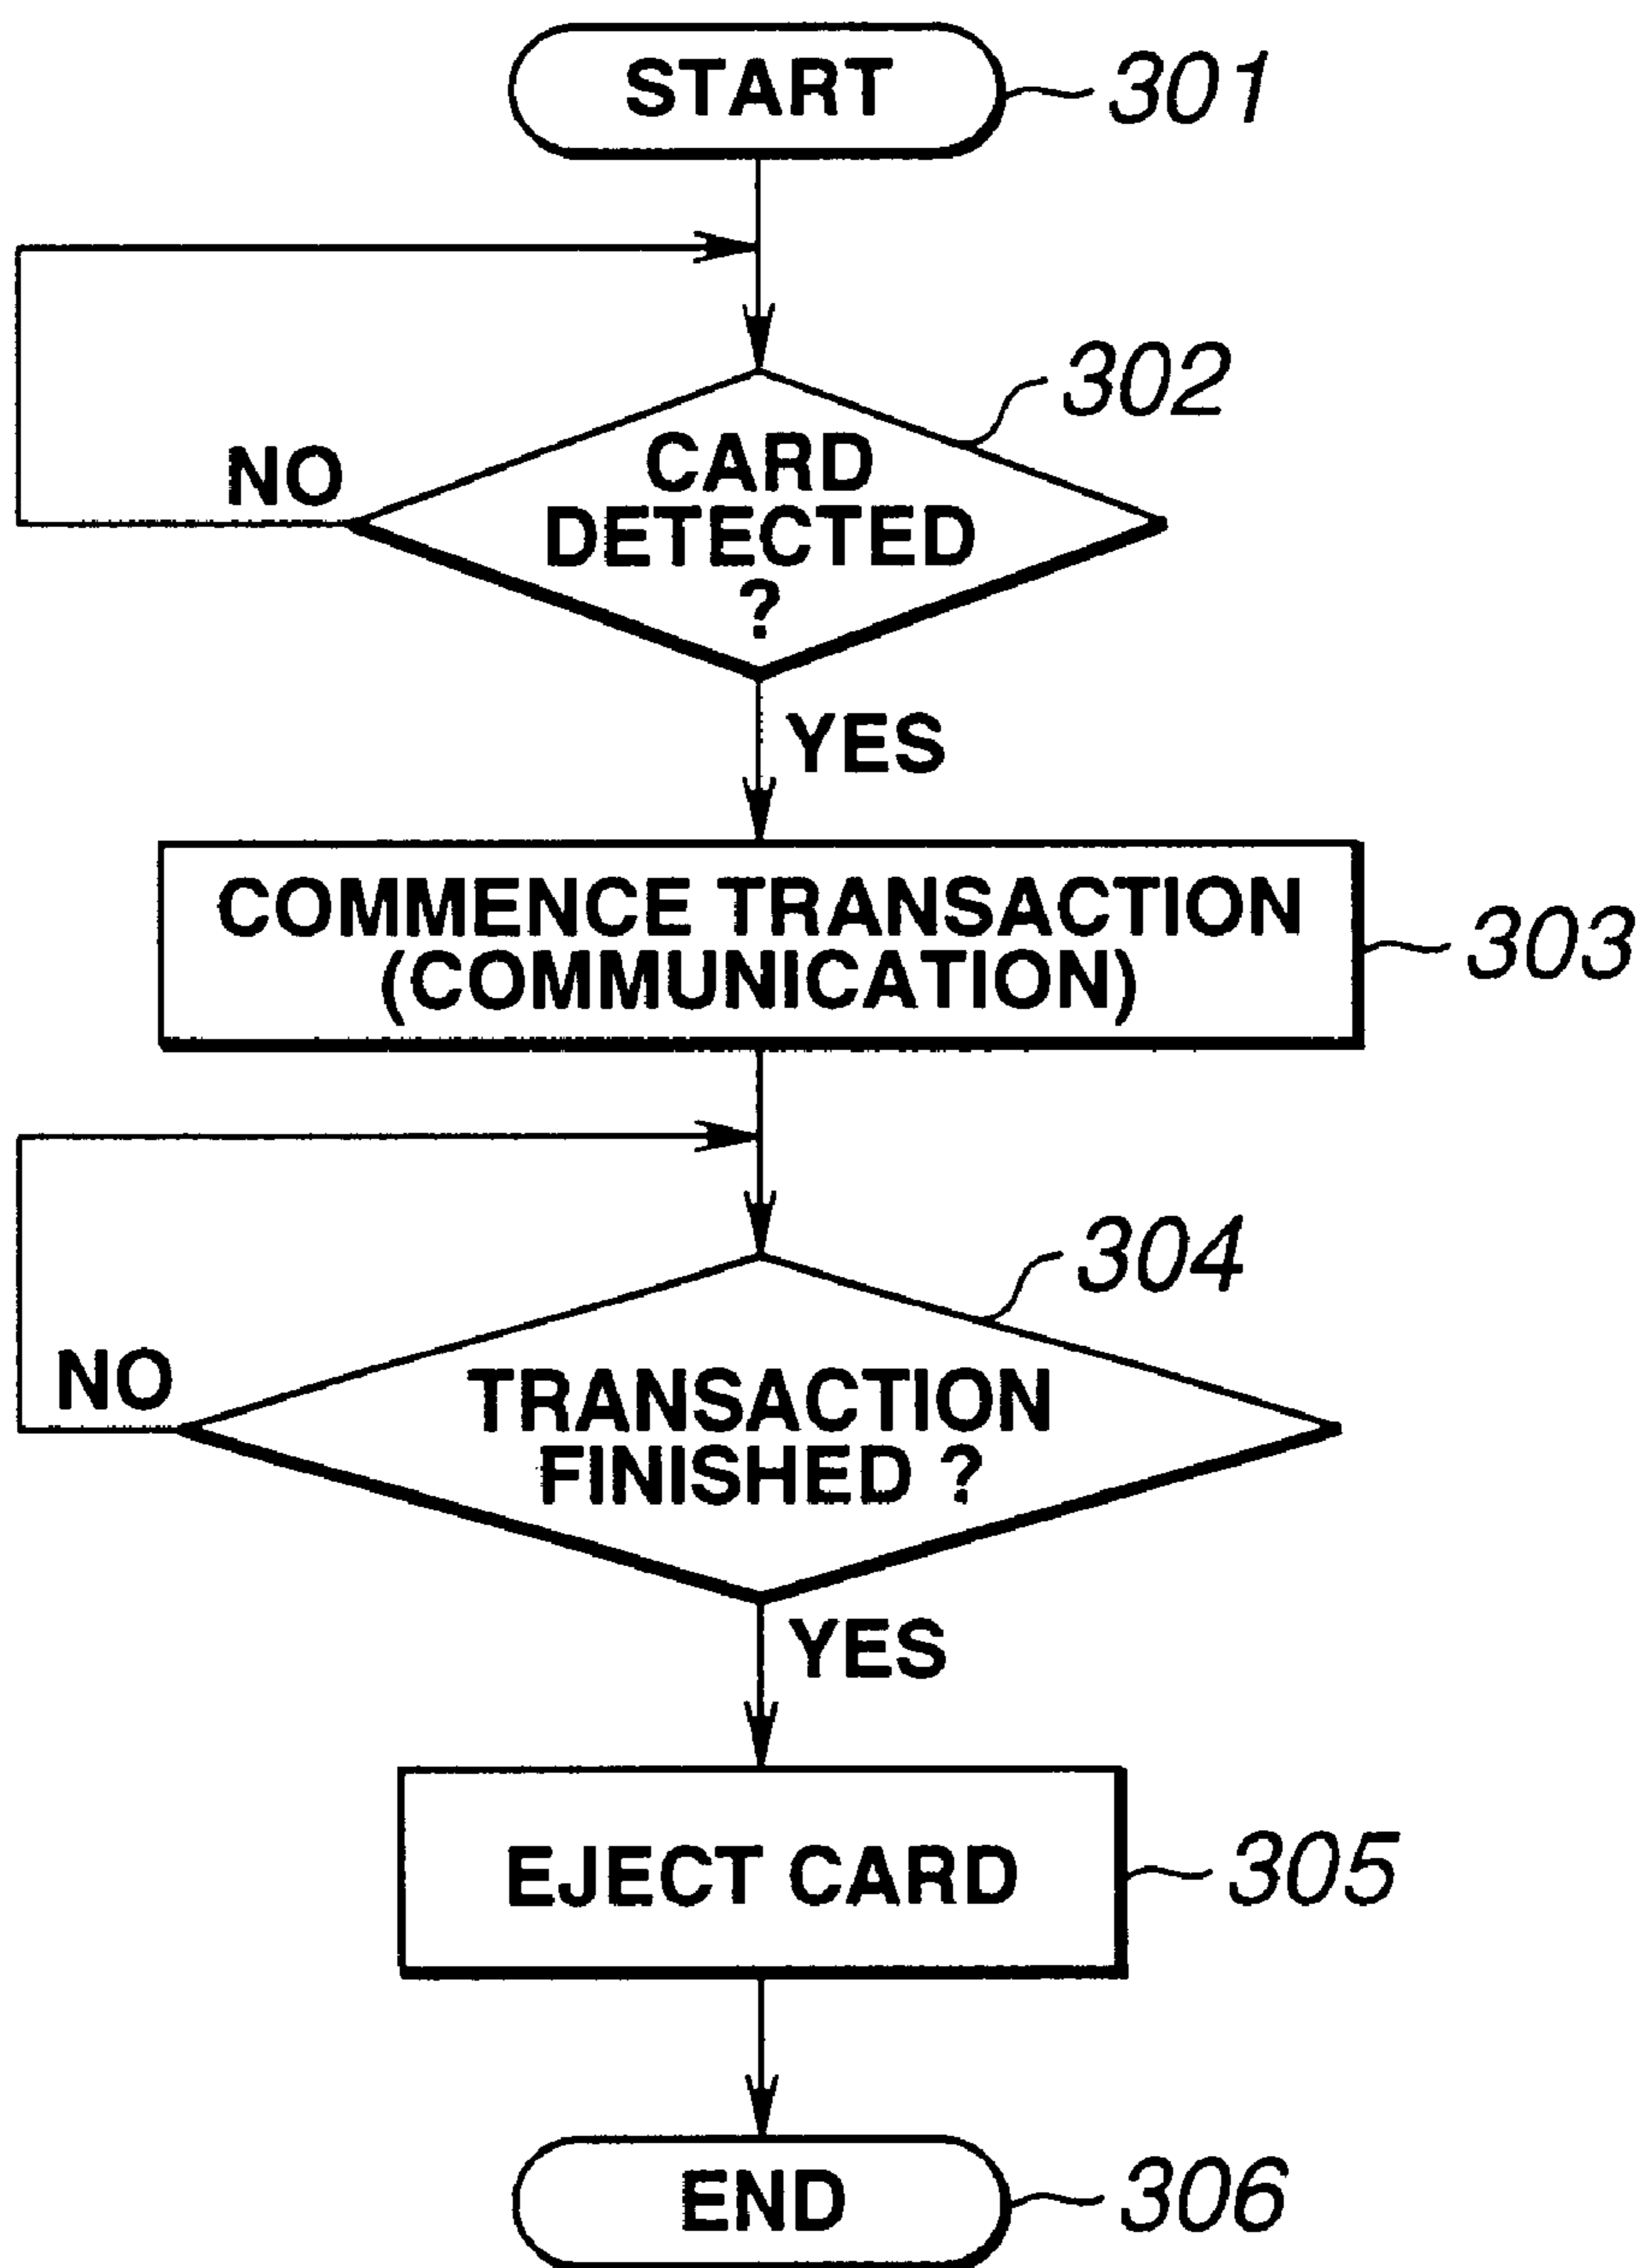 START
301
302
CARD
DETECTED
?
NO
YES
COMMENCE TRANSACTION
(COMMUNICATION)
303
304
TRANSACTION
FINISHED ?
NO
YES
EJECT CARD
305
END
306